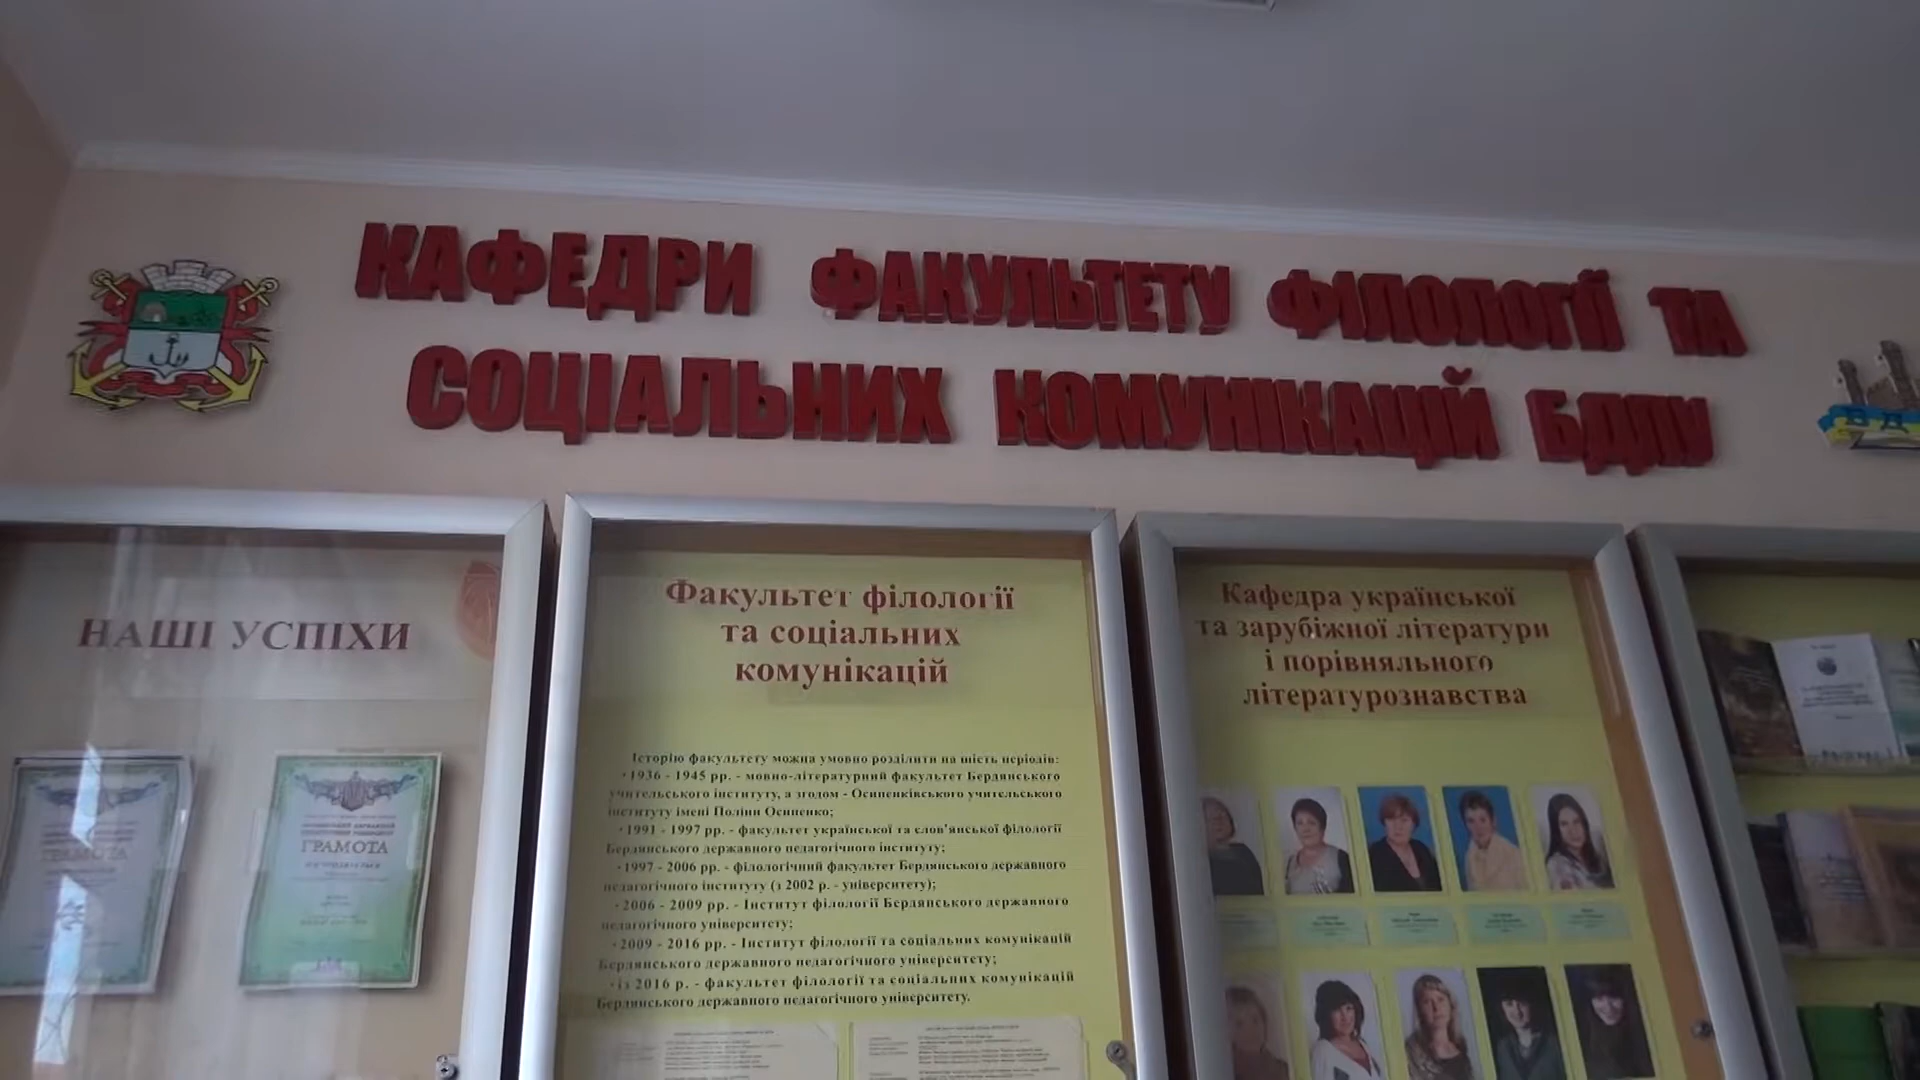 КАФЕДРИ ФАКУЛЬТЕТУ ФІЛОЛОГІЇ ТА
СОЦІАЛЬНИХ КОМУНІКАЦІЙ БДПУ
НАШІ УСПІХИ
ГРАМОТА
ГРАМОТА
Факультет філології
та соціальних
комунікацій
Історію факультету можна умовно розділити на шість періодів:
• 1936 - 1945 рр. - мовно-літературний факультет Бердянського
учительського інституту, а згодом - Осипенківського учительського
інституту імені Поліни Осипенко;
• 1991 - 1997 рр. - факультет української та слов'янської філології
Бердянського державного педагогічного інституту;
• 1997 - 2006 рр. - філологічний факультет Бердянського державного
педагогічного інституту (з 2002 р. - університету);
• 2006 - 2009 рр. - Інститут філології Бердянського державного
педагогічного університету;
• 2009 - 2016 рр. - Інститут філології та соціальних комунікацій
Бердянського державного педагогічного університету;
• із 2016 р. - факультет філології та соціальних комунікацій
Бердянського державного педагогічного університету.
Кафедра української
та зарубіжної літератури
і порівняльного
літературознавства